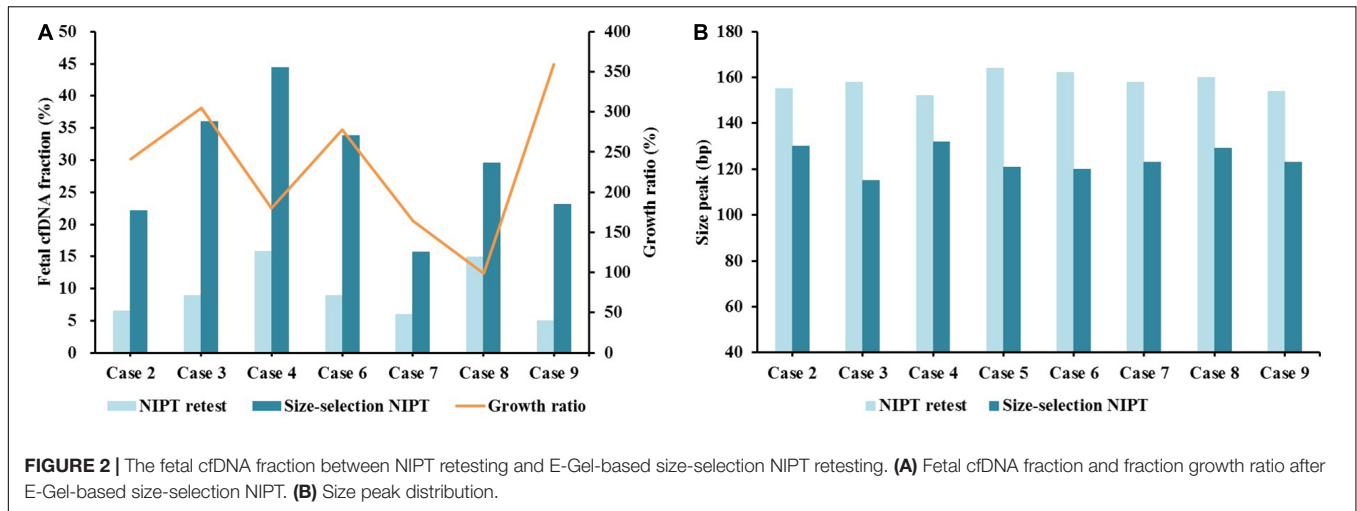 A
Fetal cfDNA fraction (%)
50
45
40
35
30
25
20
15
10
5
0
400
350
300
250
200
150
100
50
0
Growth ratio (%)
Case 2 Case 3 Case 4 Case 6 Case 7 Case 8 Case 9
NIPT retest Size-selection NIPT Growth ratio
B
Size peak (bp)
180
160
140
120
100
80
60
40
Case 2 Case 3 Case 4 Case 5 Case 6 Case 7 Case 8 Case 9
NIPT retest Size-selection NIPT
FIGURE 2 | The fetal cfDNA fraction between NIPT retesting and E-Gel-based size-selection NIPT retesting. (A) Fetal cfDNA fraction and fraction growth ratio after
E-Gel-based size-selection NIPT. (B) Size peak distribution.